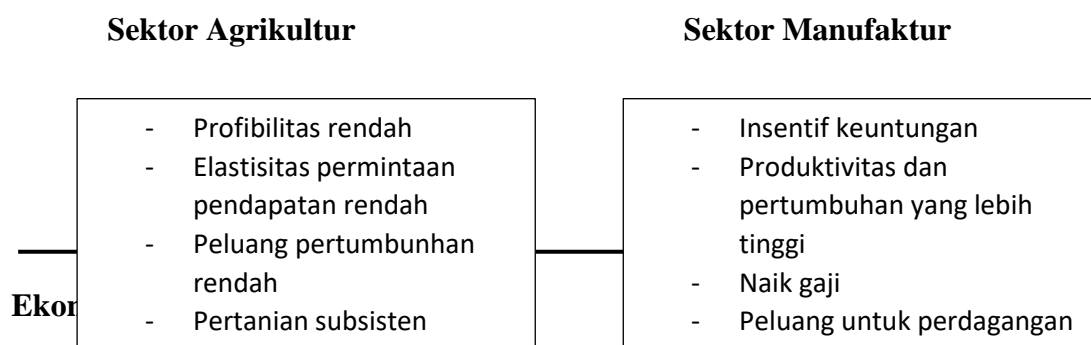 Sektor Agrikultur
Sektor Manufaktur
- Profibilitas rendah
- Elastisitas permintaan
pendapatan rendah
- Peluang pertumbunhan
rendah
- Pertanian subsisten
- Insentif keuntungan
- Produktivitas dan
pertumbuhan yang lebih
tinggi
- Naik gaji
- Peluang untuk perdagangan